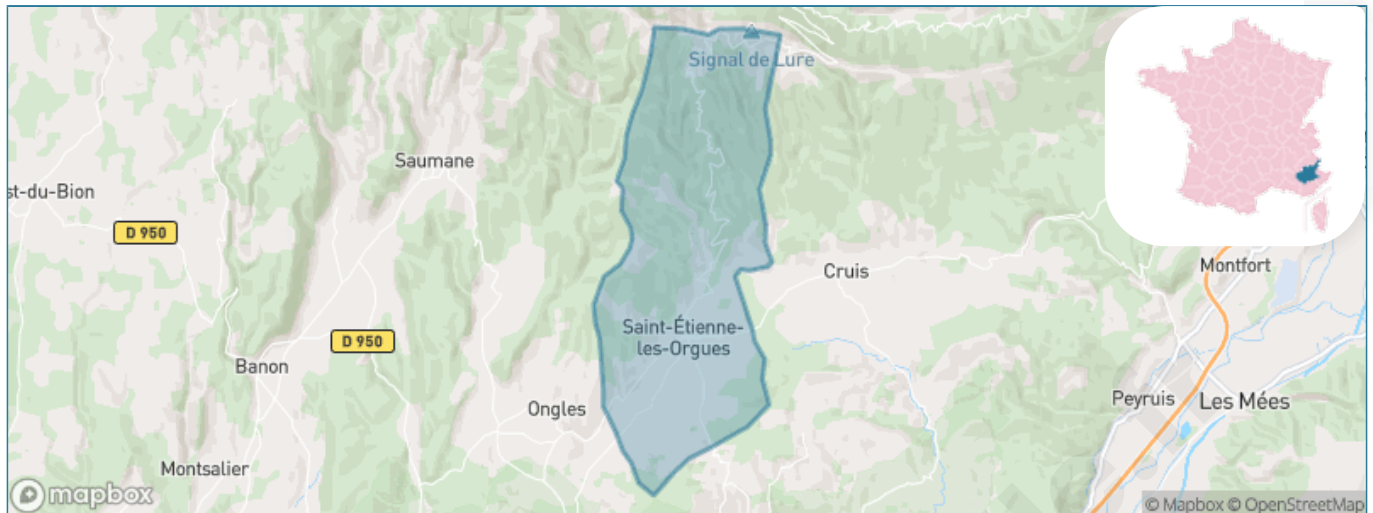 Signal de Lure
Saumane
st-du-Bion
D 950
Cruis
Montfort
Saint-Étienne-
les-Orgues
D 950
Banon
Ongles
Peyruis
Les Mées
Montsalier
mapbox
© Mapbox © OpenStreetMap